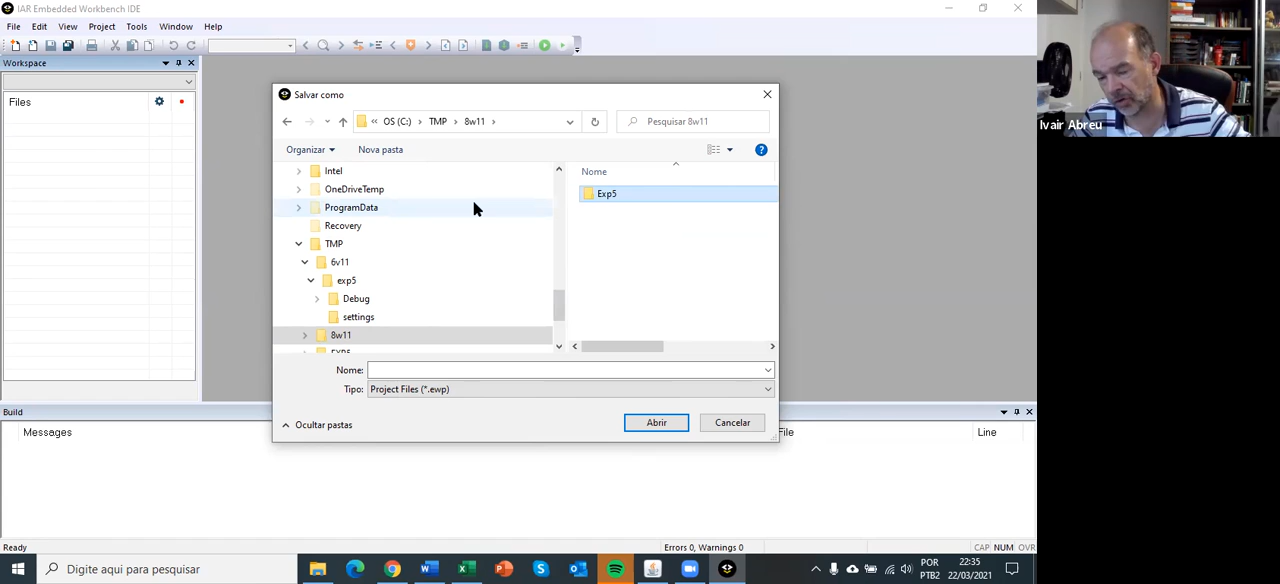 IAR Embedded Workbench IDE
File Edit View Project Tools Window Help
Workspace
Files
Salvar como
« OS (C:) › TMP › 8w11 ›
Pesquisar 8w11
Organizar Nova pasta
Intel
OneDriveTemp
ProgramData
Recovery
TMP
6v11
exp5
Debug
settings
8w11
EXP5
Nome
Exp5
Nome:
Tipo: Project Files (*.ewp)
Ocultar pastas
Abrir Cancelar
Build
Messages File Line
Ready Errors 0, Warnings 0 CAP NUM OVR
Digite aqui para pesquisar
POR
PTB2
22:35
22/03/2021
Ivair Abreu